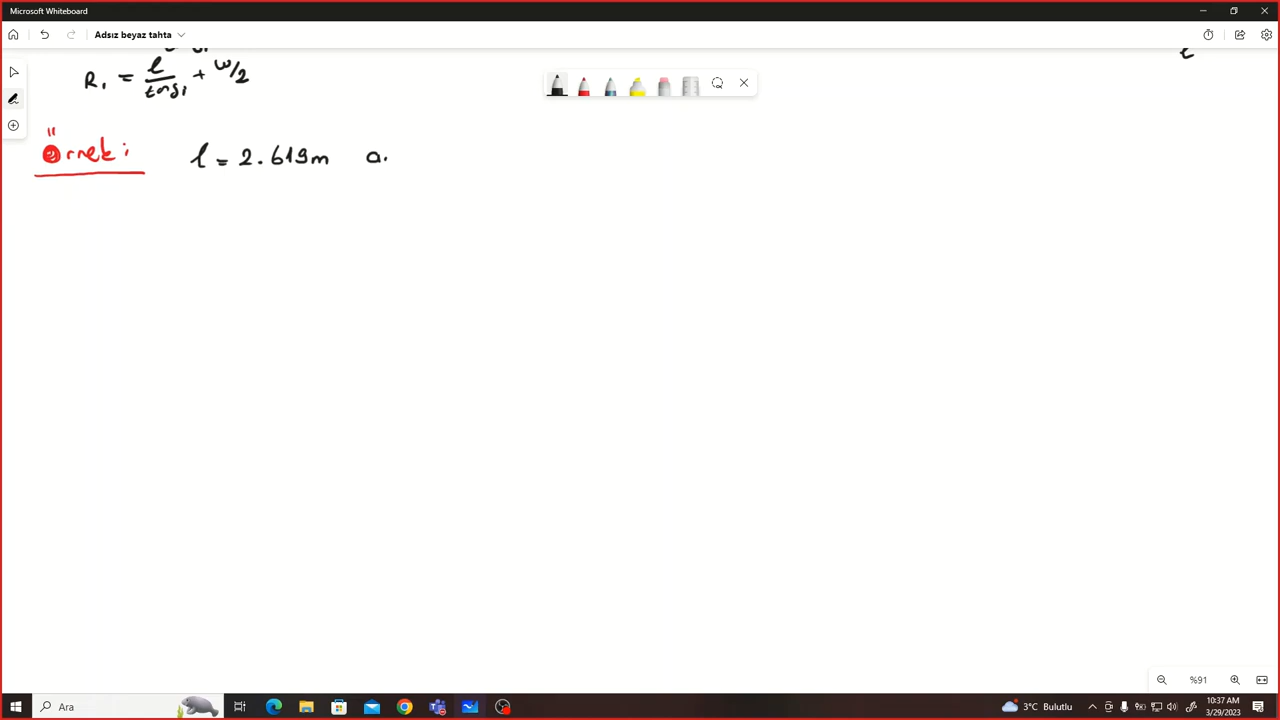 Microsoft Whiteboard
Adsız beyaz tahta
R₁ = l/tanδ₁ + w/2
Örnek:
l = 2.619m a.
%91
Ara
3°C Bulutlu
10:37 AM
3/29/2023